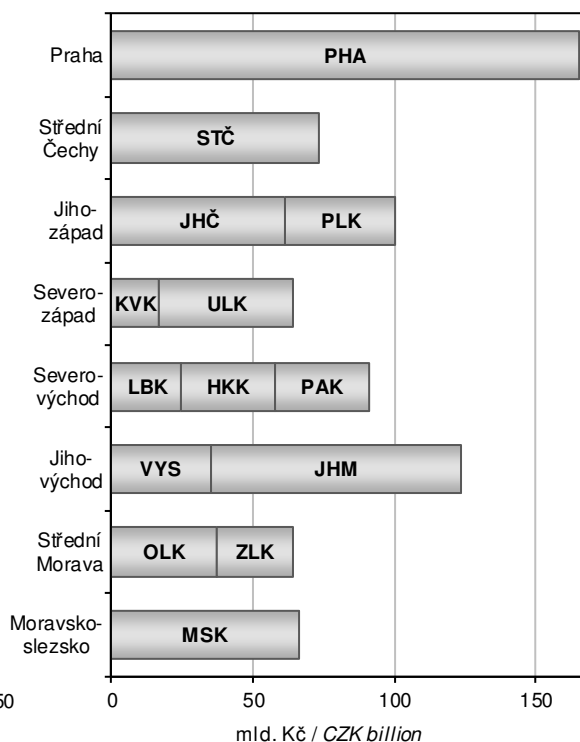 Praha
PHA
Střední
Čechy
STČ
Jiho-
západ
JHČ PLK
Severo-
západ
KVK ULK
Severo-
východ
LBK HKK PAK
Jiho-
východ
VYS JHM
Střední
Morava
OLK ZLK
Moravsko-
slezsko
MSK
50 0 50 100 150
mld. Kč / CZK billion